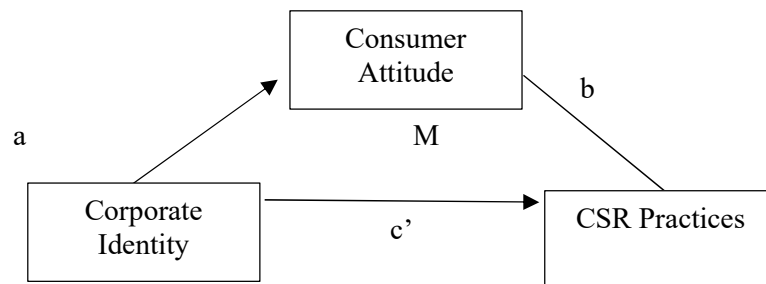 Consumer
Attitude
b
a
M
Corporate
Identity
c’
CSR Practices